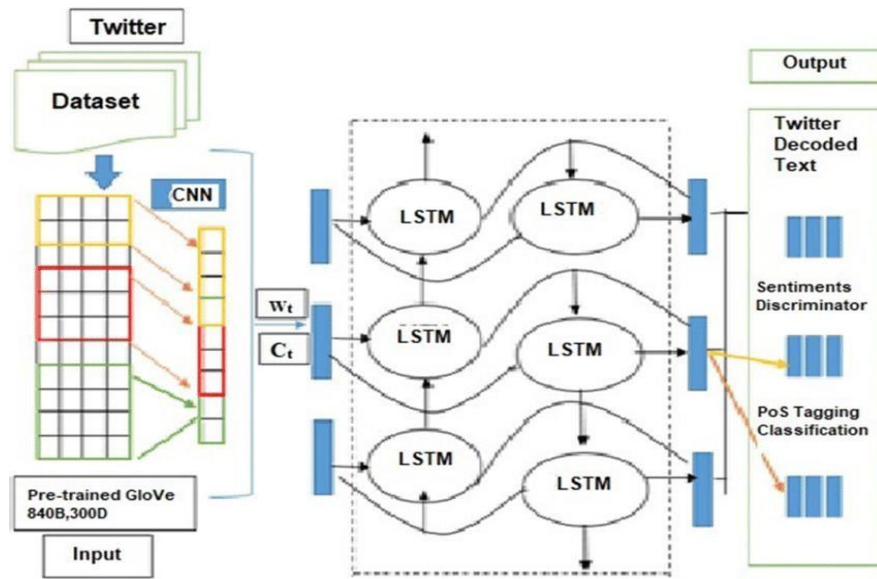 Twitter
Dataset
CNN
Pre-trained GloVe
840B,300D
Input
Wt
Ct
LSTM
LSTM
LSTM
LSTM
LSTM
LSTM
Output
Twitter
Decoded
Text
Sentiments
Discriminator
PoS Tagging
Classification